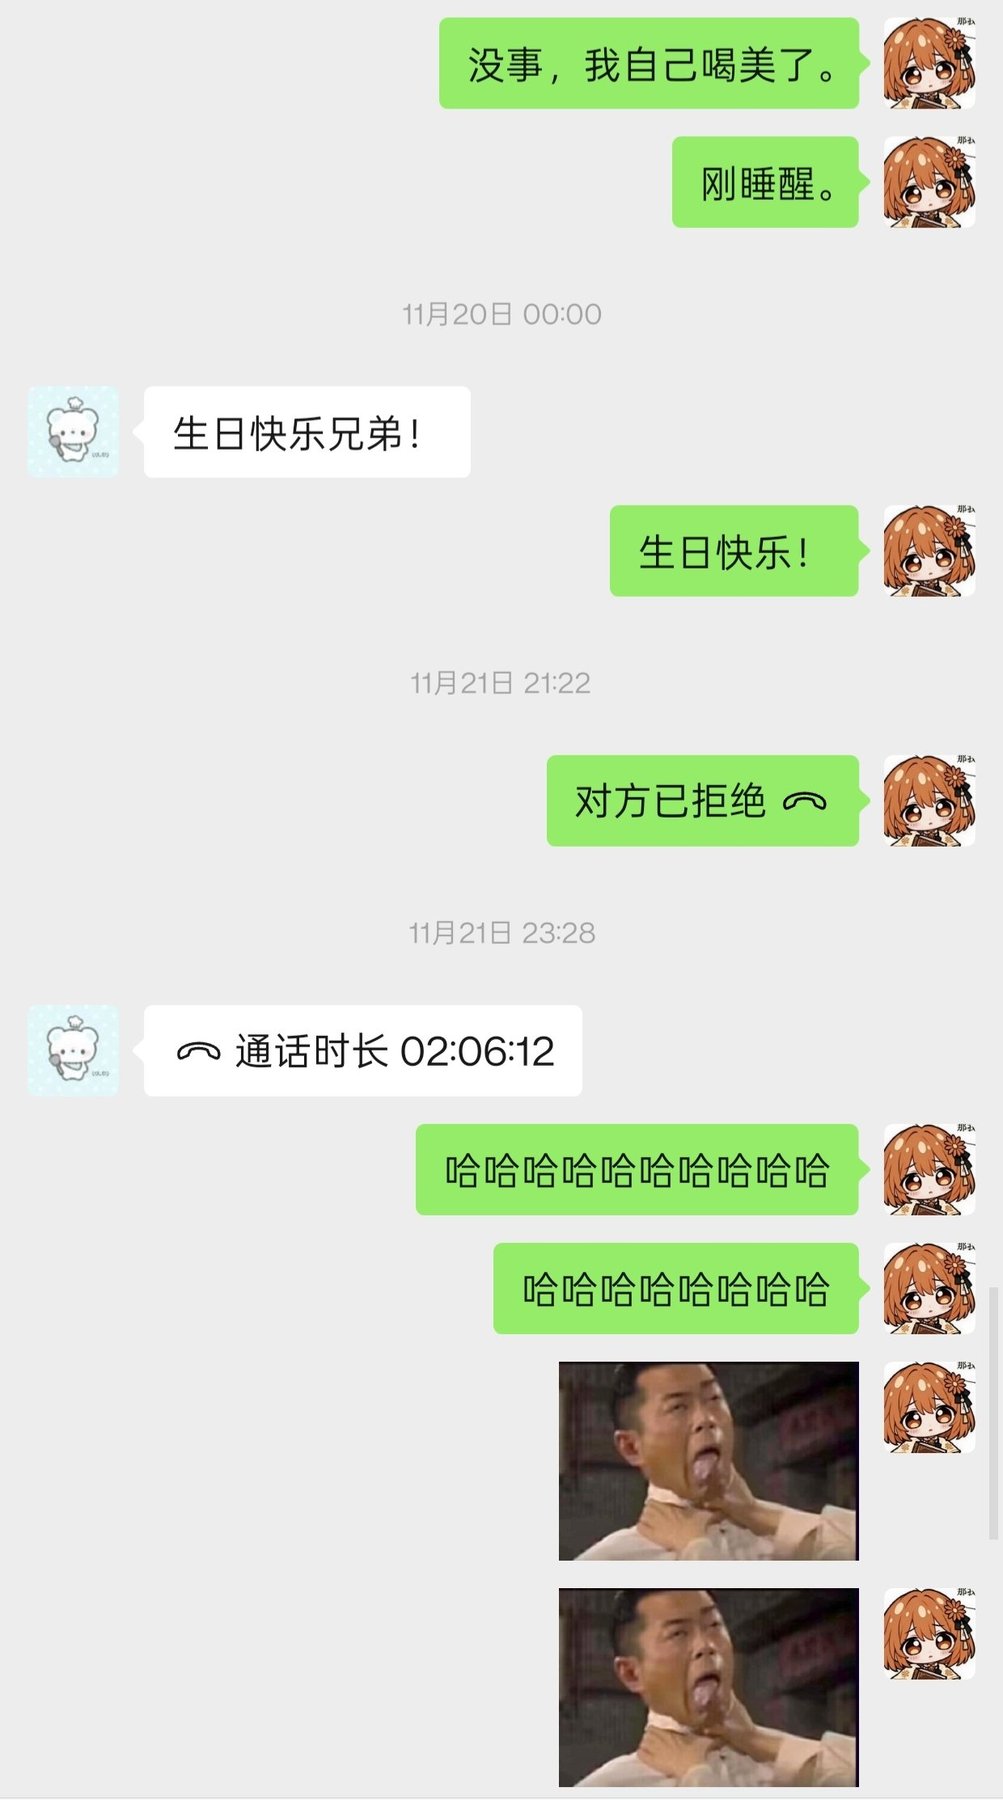 没事，我自己喝美了。
刚睡醒。
11月20日 00:00
生日快乐兄弟！
生日快乐！
11月21日 21:22
对方已拒绝
11月21日 23:28
通话时长 02:06:12
哈哈哈哈哈哈哈哈哈哈
哈哈哈哈哈哈哈哈